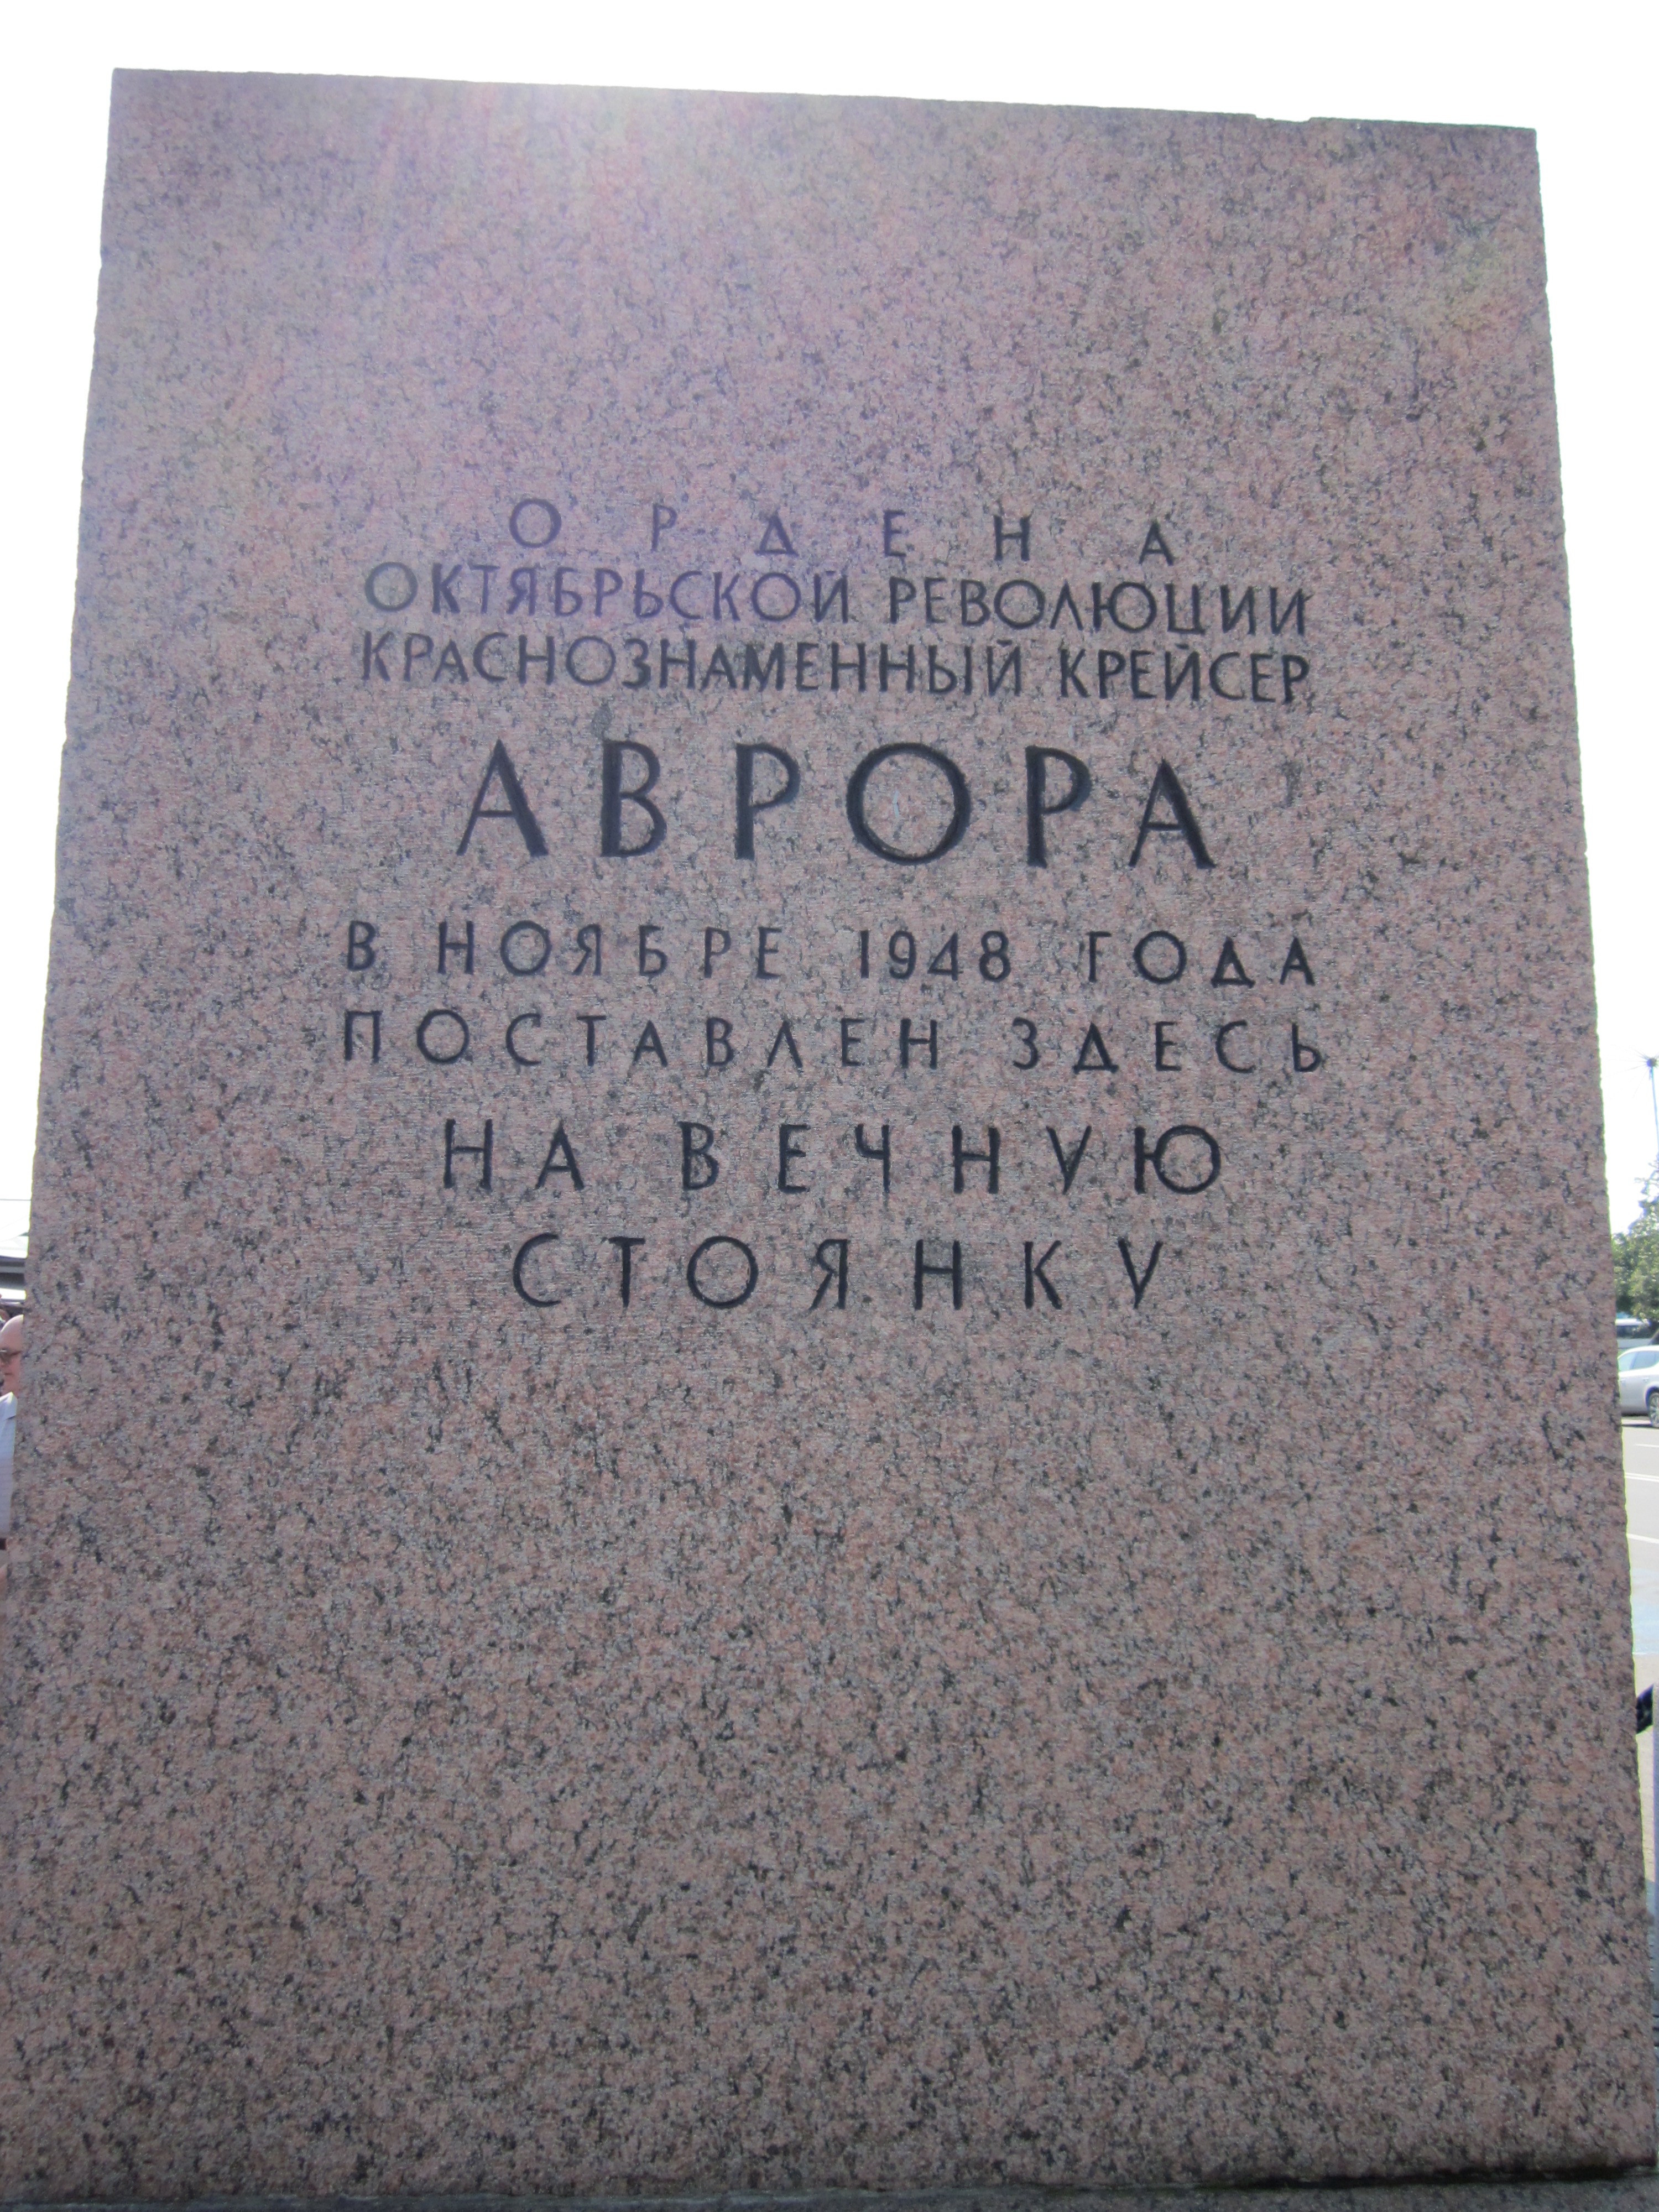 ОРДЕНА
ОКТЯБРЬСКОЙ РЕВОЛЮЦИИ
КРАСНОЗНАМЕННЫЙ КРЕЙСЕР
АВРОРА
В НОЯБРЕ 1948 ГОДА
ПОСТАВЛЕН ЗДЕСЬ
НА ВЕЧНУЮ
СТОЯНКУ